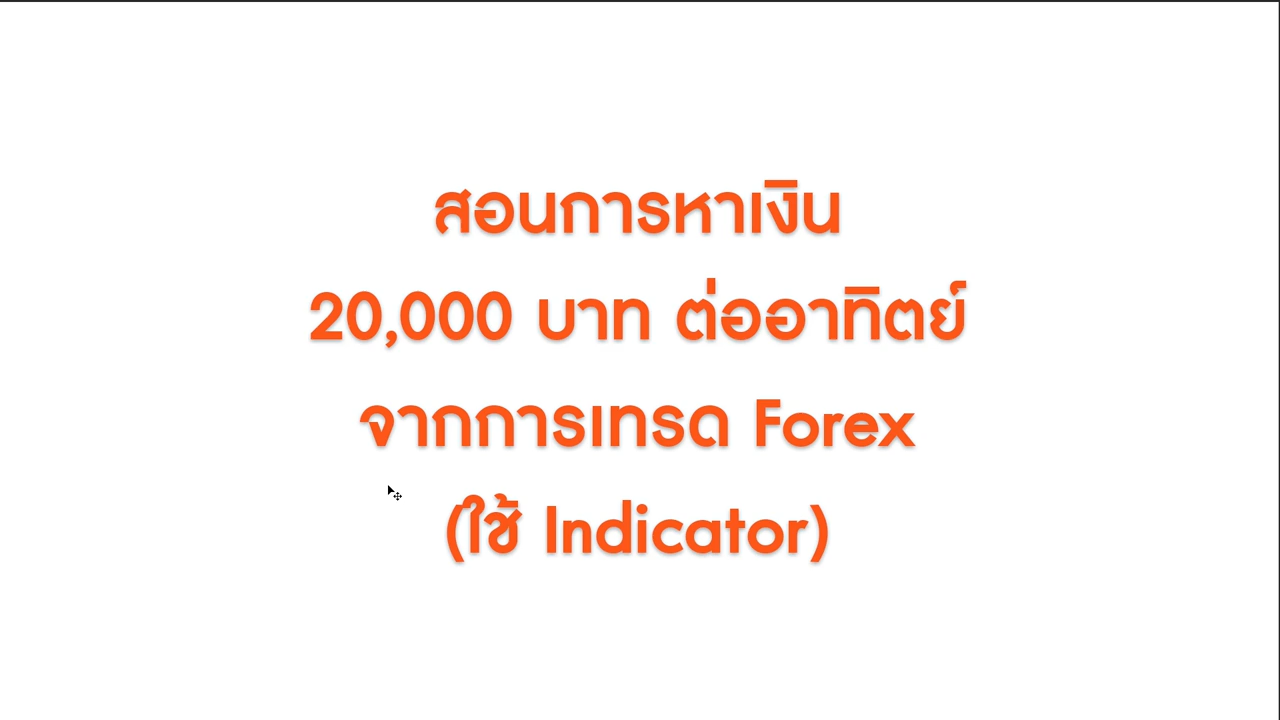 สอนการหาเงิน
20,000 บาท ต่ออาทิตย์
จากการเทรด Forex
(ใช้ Indicator)